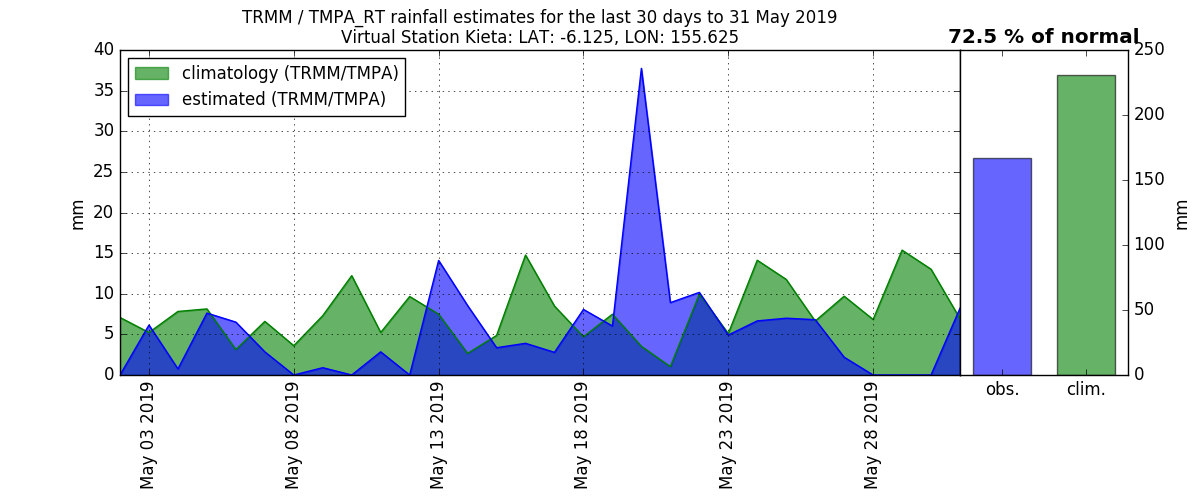 TRMM / TMPA_RT rainfall estimates for the last 30 days to 31 May 2019
Virtual Station Kieta: LAT: -6.125, LON: 155.625
72.5 % of normal
climatology (TRMM/TMPA)
estimated (TRMM/TMPA)
40
35
30
25
20
15
10
5
0
mm
May 03 2019
May 08 2019
May 13 2019
May 18 2019
May 23 2019
May 28 2019
250
200
150
100
50
0
mm
obs.
clim.